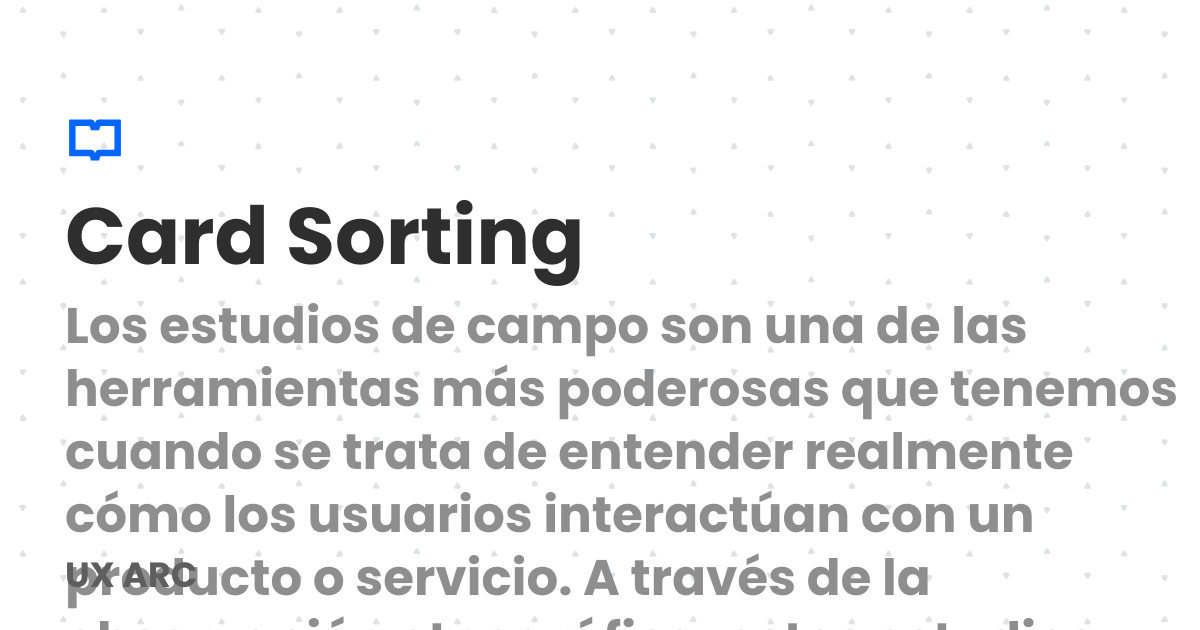 Card Sorting
Los estudios de campo son una de las
herramientas más poderosas que tenemos
cuando se trata de entender realmente
cómo los usuarios interactúan con un
producto o servicio. A través de la
UX ARC